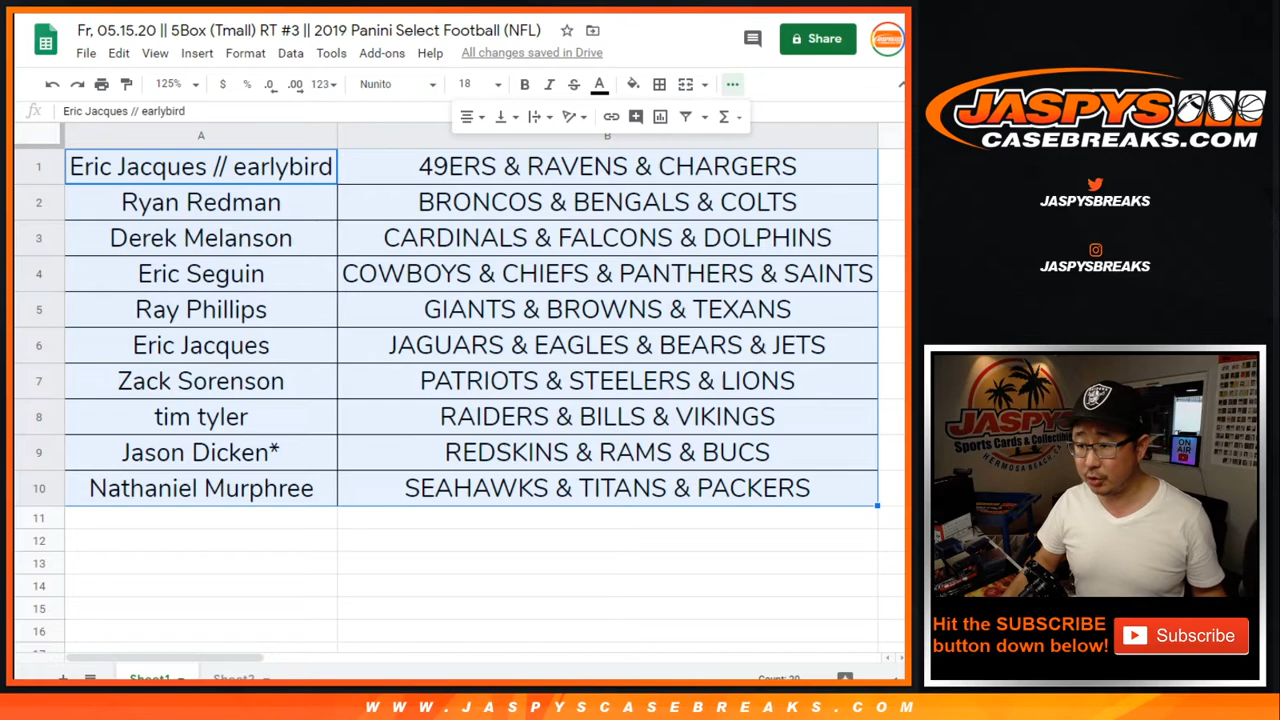 Fr, 05.15.20 || 5Box (Tmall) RT #3 || 2019 Panini Select Football (NFL)
Share
File Edit View Insert Format Data Tools Add-ons Help All changes saved in Drive
125% $ % .0 .00 123 Nunito 18 B I S A
fx Eric Jacques // earlybird
A B
1 Eric Jacques // earlybird 49ERS & RAVENS & CHARGERS
2 Ryan Redman BRONCOS & BENGALS & COLTS
3 Derek Melanson CARDINALS & FALCONS & DOLPHINS
4 Eric Seguin COWBOYS & CHIEFS & PANTHERS & SAINTS
5 Ray Phillips GIANTS & BROWNS & TEXANS
6 Eric Jacques JAGUARS & EAGLES & BEARS & JETS
7 Zack Sorenson PATRIOTS & STEELERS & LIONS
8 tim tyler RAIDERS & BILLS & VIKINGS
9 Jason Dicken* REDSKINS & RAMS & BUCS
10 Nathaniel Murphree SEAHAWKS & TITANS & PACKERS
11
12
13
14
15
16
Sheet1 Sheet2 Count: 20
JASPYS
CASEBREAKS.COM
JASPYSBREAKS
JASPYSBREAKS
JASPYS
Sports Cards & Collectibles
HERMOSA BEACH
ON AIR
Hit the SUBSCRIBE
button down below!
Subscribe
WWW.JASPYSCASEBREAKS.COM